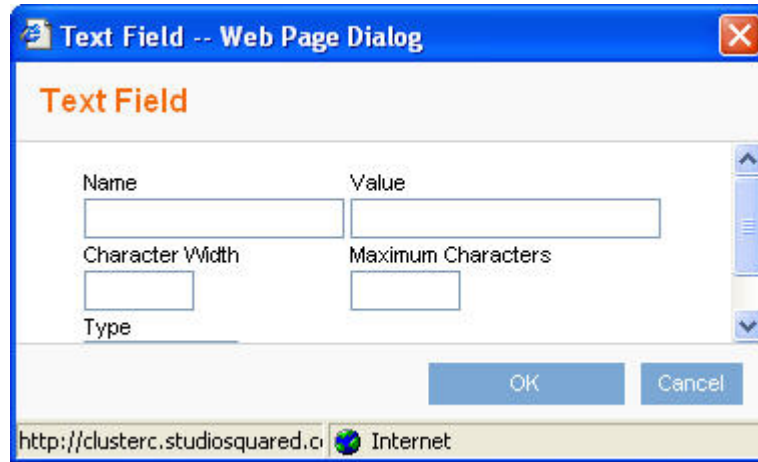 Text Field -- Web Page Dialog
Text Field
Name Value
Character Width Maximum Characters
Type
OK Cancel
http://clusterc.studiosquared.c Internet